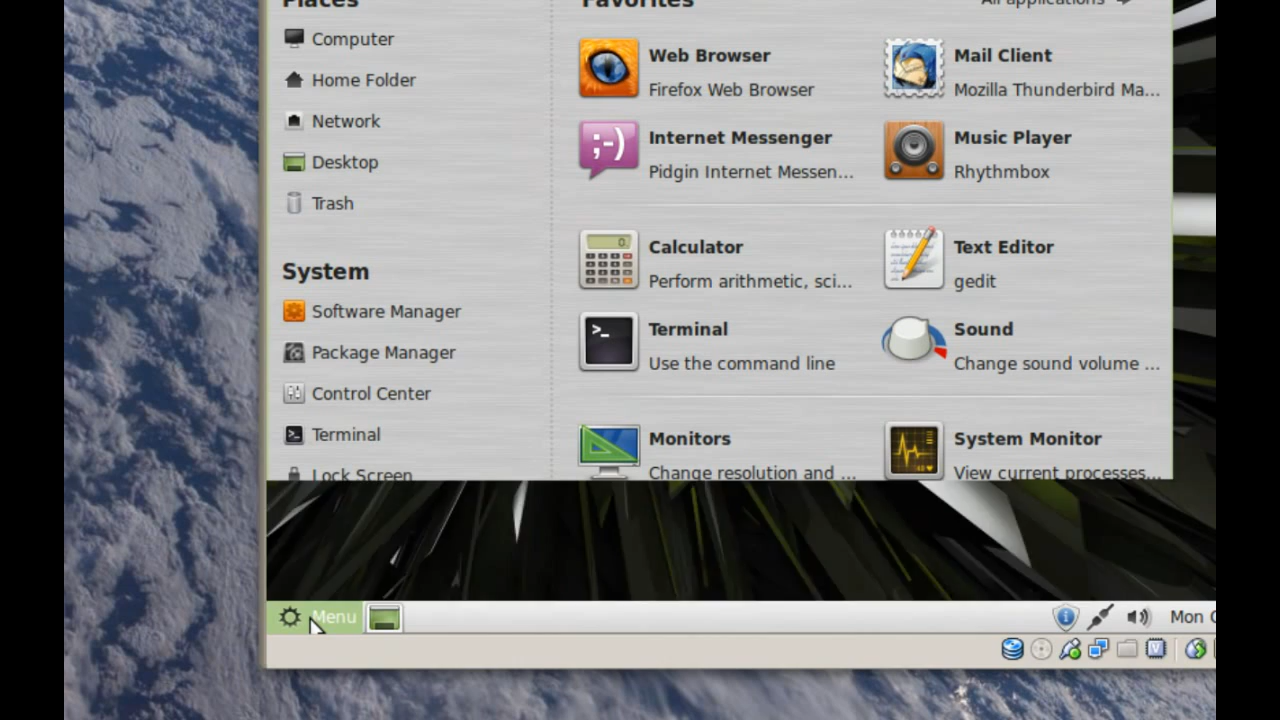 Places
Computer
Home Folder
Network
Desktop
Trash
System
Software Manager
Package Manager
Control Center
Terminal
Lock Screen
Favorites
All applications
Web Browser
Firefox Web Browser
Mail Client
Mozilla Thunderbird Ma...
;-)
Internet Messenger
Pidgin Internet Messen...
Music Player
Rhythmbox
0.
Calculator
Perform arithmetic, sci...
Text Editor
gedit
>_
Terminal
Use the command line
Sound
Change sound volume ...
Monitors
Change resolution and ...
System Monitor
View current processes...
Menu
Mon